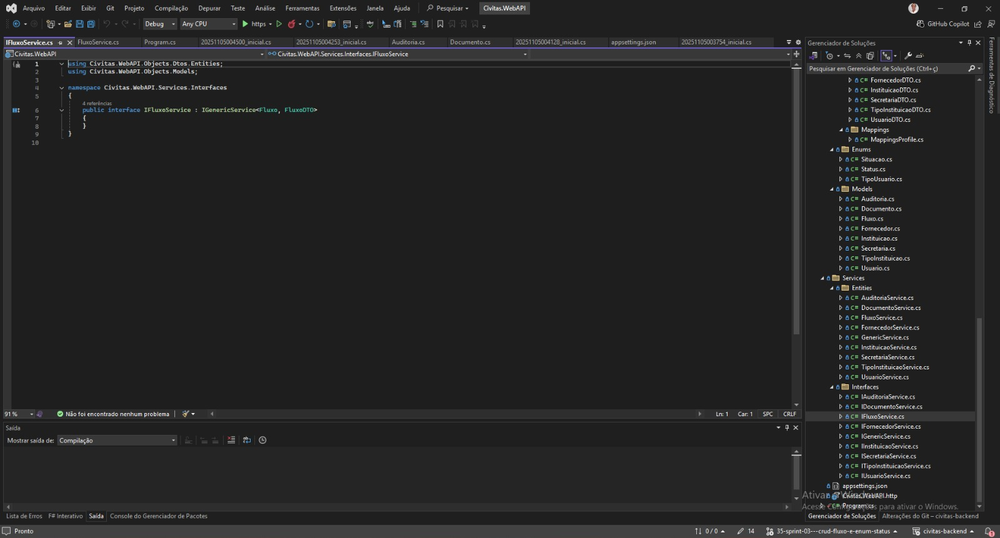 Arquivo Editar Exibir Git Projeto Compilação Depurar Teste Análise Ferramentas Extensões Janela Ajuda Pesquisar Civitas.WebAPI
Debug Any CPU https GitHub Copilot
IFluxoService.cs FluxoService.cs Program.cs 20251105004500_inicial.cs 20251105004253_inicial.cs Auditoria.cs Documento.cs 20251105004128_inicial.cs appsettings.json 20251105003754_inicial.cs
Civitas.WebAPI Civitas.WebAPI.Services.Interfaces.IFluxoService
1 using Civitas.WebAPI.Objects.Dtos.Entities;
2 using Civitas.WebAPI.Objects.Models;
3
4 namespace Civitas.WebAPI.Services.Interfaces
5 {
4 referências
6 public interface IFluxoService : IGenericService<Fluxo, FluxoDTO>
7 {
8 }
9 }
10
91 % Não foi encontrado nenhum problema Ln: 1 Car: 1 SPC CRLF
Saída
Mostrar saída de: Compilação
Lista de Erros F# Interativo Saída Console do Gerenciador de Pacotes
Gerenciador de Soluções
Pesquisar em Gerenciador de Soluções (Ctrl+ç)
C# FornecedorDTO.cs
C# InstituicaoDTO.cs
C# SecretariaDTO.cs
C# TipoInstituicaoDTO.cs
C# UsuarioDTO.cs
Mappings
C# MappingsProfile.cs
Enums
C# Situacao.cs
C# Status.cs
C# TipoUsuario.cs
Models
C# Auditoria.cs
C# Documento.cs
C# Fluxo.cs
C# Fornecedor.cs
C# Instituicao.cs
C# Secretaria.cs
C# TipoInstituicao.cs
C# Usuario.cs
Services
Entities
C# AuditoriaService.cs
C# DocumentoService.cs
C# FluxoService.cs
C# FornecedorService.cs
C# GenericService.cs
C# InstituicaoService.cs
C# SecretariaService.cs
C# TipoInstituicaoService.cs
C# UsuarioService.cs
Interfaces
C# IAuditoriaService.cs
C# IDocumentoService.cs
C# IFluxoService.cs
C# IFornecedorService.cs
C# IGenericService.cs
C# IInstituicaoService.cs
C# ISecretariaService.cs
C# ITipoInstituicaoService.cs
C# IUsuarioService.cs
appsettings.json
Civitas.WebAPI.http
C# Program.cs
Ativar o Windows
Acesse Configurações para ativar o Windows.
Gerenciador de Soluções Alterações do Git – civitas-backend
Ferramentas de Diagnóstico
Pronto 0 / 0 14 35-sprint-03---crud-fluxo-e-enum-status civitas-backend 1